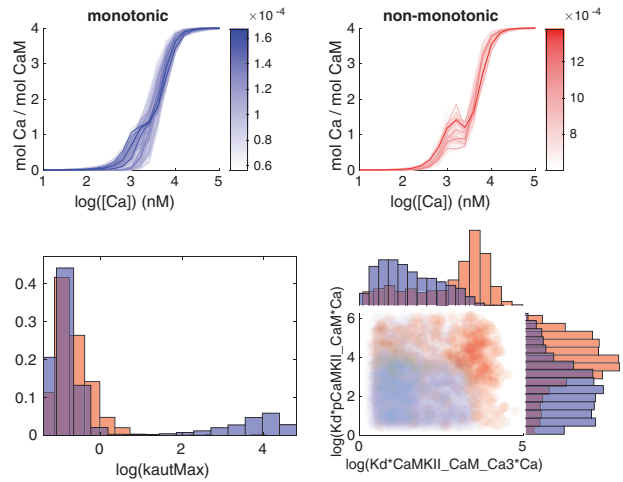 monotonic
×10⁻⁴
mol Ca / mol CaM
4
3
2
1
0
1 2 3 4 5
log([Ca]) (nM)
1.6
1.4
1.2
1
0.8
0.6
non-monotonic
×10⁻⁴
mol Ca / mol CaM
4
3
2
1
0
1 2 3 4 5
log([Ca]) (nM)
12
10
8
0.4
0.3
0.2
0.1
0
0 2 4
log(kautMax)
log(Kd*pCaMKII_CaM*Ca)
6
4
2
0
0 5
log(Kd*CaMKII_CaM_Ca3*Ca)